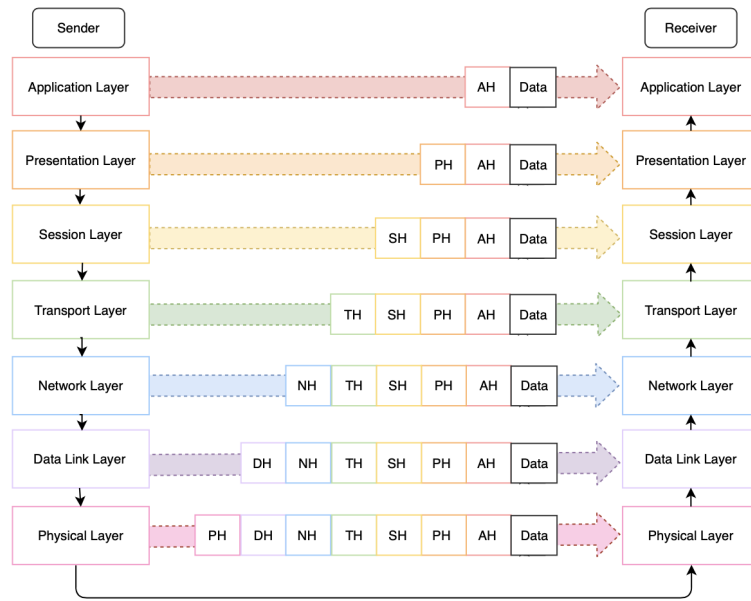 Sender
Receiver
Application Layer AH Data Application Layer
Presentation Layer PH AH Data Presentation Layer
Session Layer SH PH AH Data Session Layer
Transport Layer TH SH PH AH Data Transport Layer
Network Layer NH TH SH PH AH Data Network Layer
Data Link Layer DH NH TH SH PH AH Data Data Link Layer
Physical Layer PH DH NH TH SH PH AH Data Physical Layer